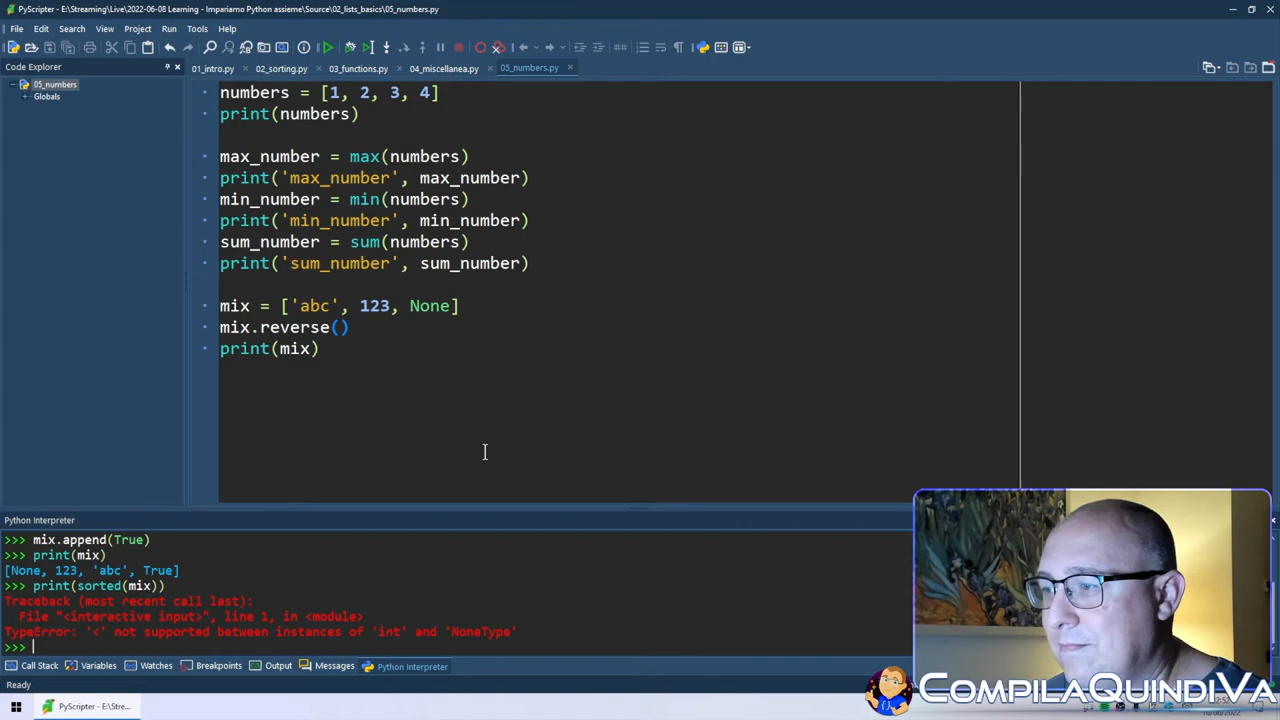 PyScripter - E:\Streaming\Live\2022-06-08 Learning - Impariamo Python assieme\Source\02_lists_basics\05_numbers.py
File Edit Search View Project Run Tools Help
Code Explorer
01_intro.py 02_sorting.py 03_functions.py 04_miscellanea.py 05_numbers.py
05_numbers
Globals
numbers = [1, 2, 3, 4]
print(numbers)
max_number = max(numbers)
print('max_number', max_number)
min_number = min(numbers)
print('min_number', min_number)
sum_number = sum(numbers)
print('sum_number', sum_number)
mix = ['abc', 123, None]
mix.reverse()
print(mix)
Python Interpreter
>>> mix.append(True)
>>> print(mix)
[None, 123, 'abc', True]
>>> print(sorted(mix))
Traceback (most recent call last):
File "<interactive input>", line 1, in <module>
TypeError: '<' not supported between instances of 'int' and 'NoneType'
>>>
Call Stack Variables Watches Breakpoints Output Messages Python Interpreter
Ready
PyScripter - E:\Stre...
COMPILAQUINDIVA